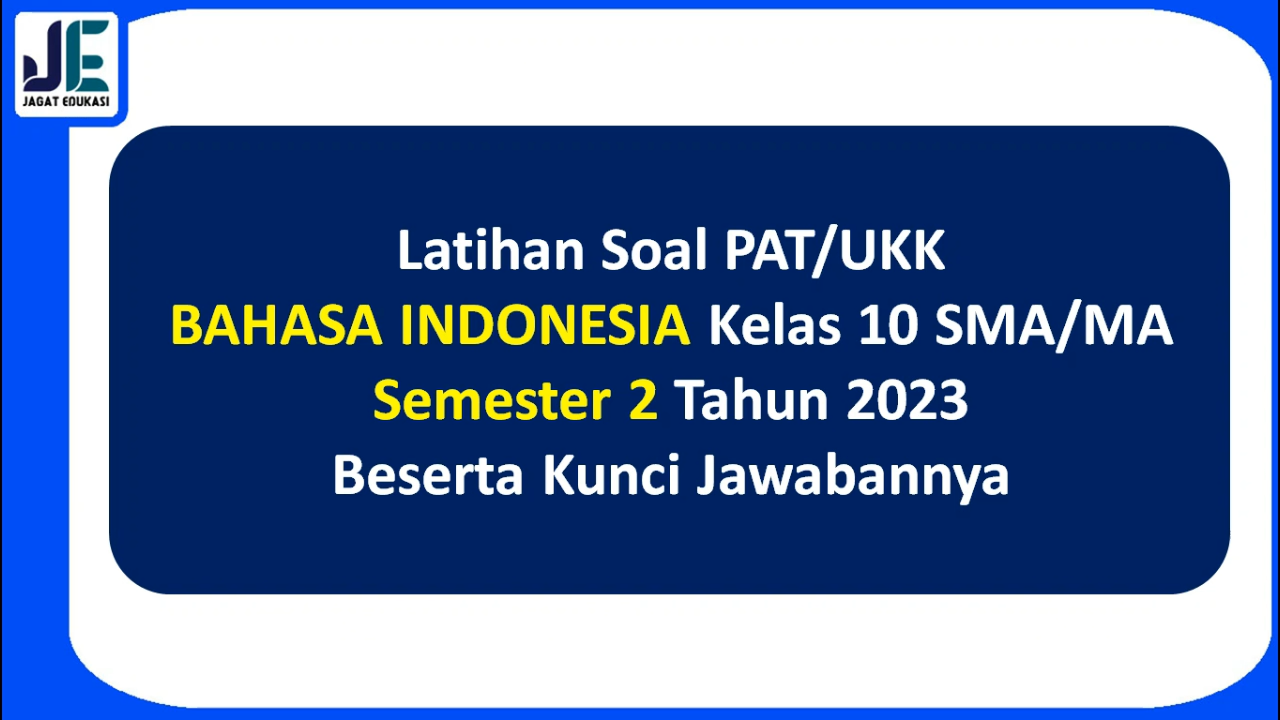 JE
JAGAT EDUKASI
Latihan Soal PAT/UKK
BAHASA INDONESIA Kelas 10 SMA/MA
Semester 2 Tahun 2023
Beserta Kunci Jawabannya